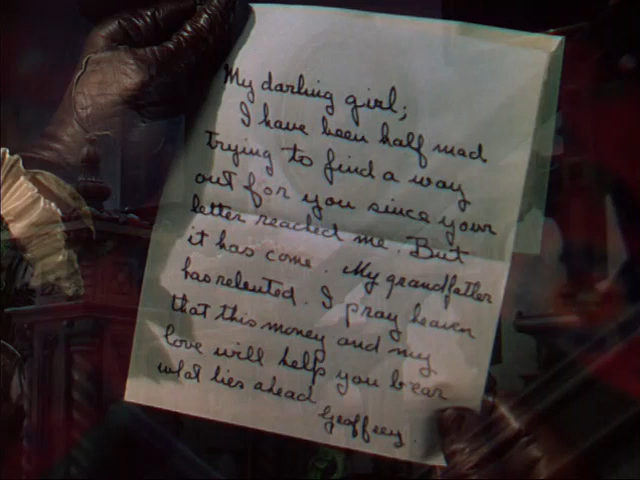 My darling girl;
I have been half mad
trying to find a way
out for you since your
letter reached me. But
it has come. My grandfather
has relented. I pray heaven
that this money and my
love will help you bear
what lies ahead
Geoffrey.